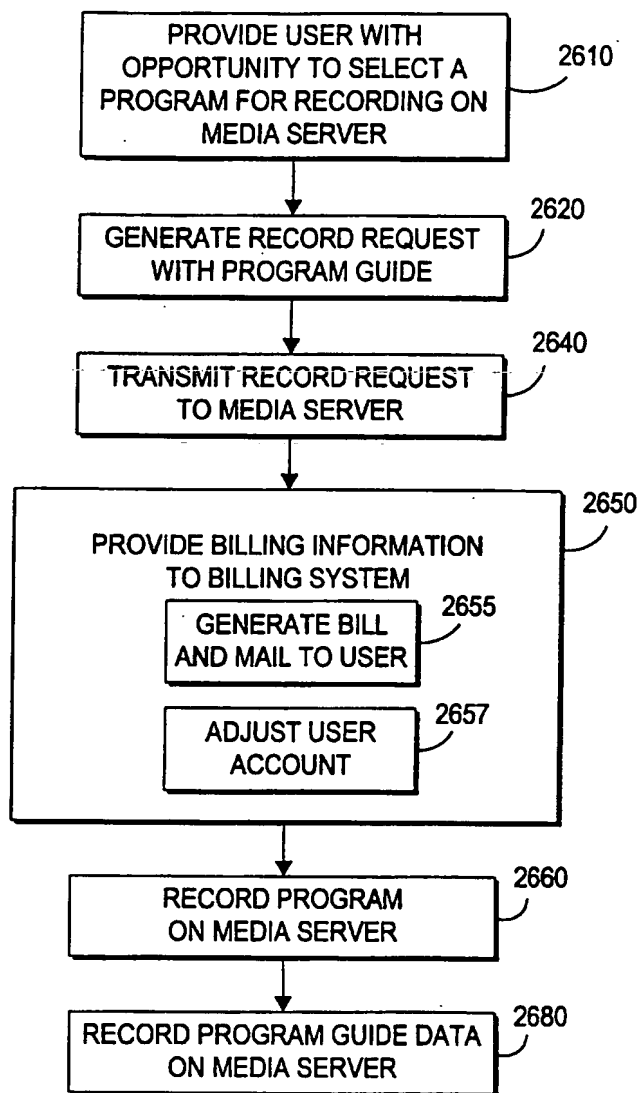 PROVIDE USER WITH
OPPORTUNITY TO SELECT A
PROGRAM FOR RECORDING ON
MEDIA SERVER
2610
GENERATE RECORD REQUEST
WITH PROGRAM GUIDE
2620
TRANSMIT RECORD REQUEST
TO MEDIA SERVER
2640
PROVIDE BILLING INFORMATION
TO BILLING SYSTEM
2650
GENERATE BILL
AND MAIL TO USER
2655
ADJUST USER
ACCOUNT
2657
RECORD PROGRAM
ON MEDIA SERVER
2660
RECORD PROGRAM GUIDE DATA
ON MEDIA SERVER
2680